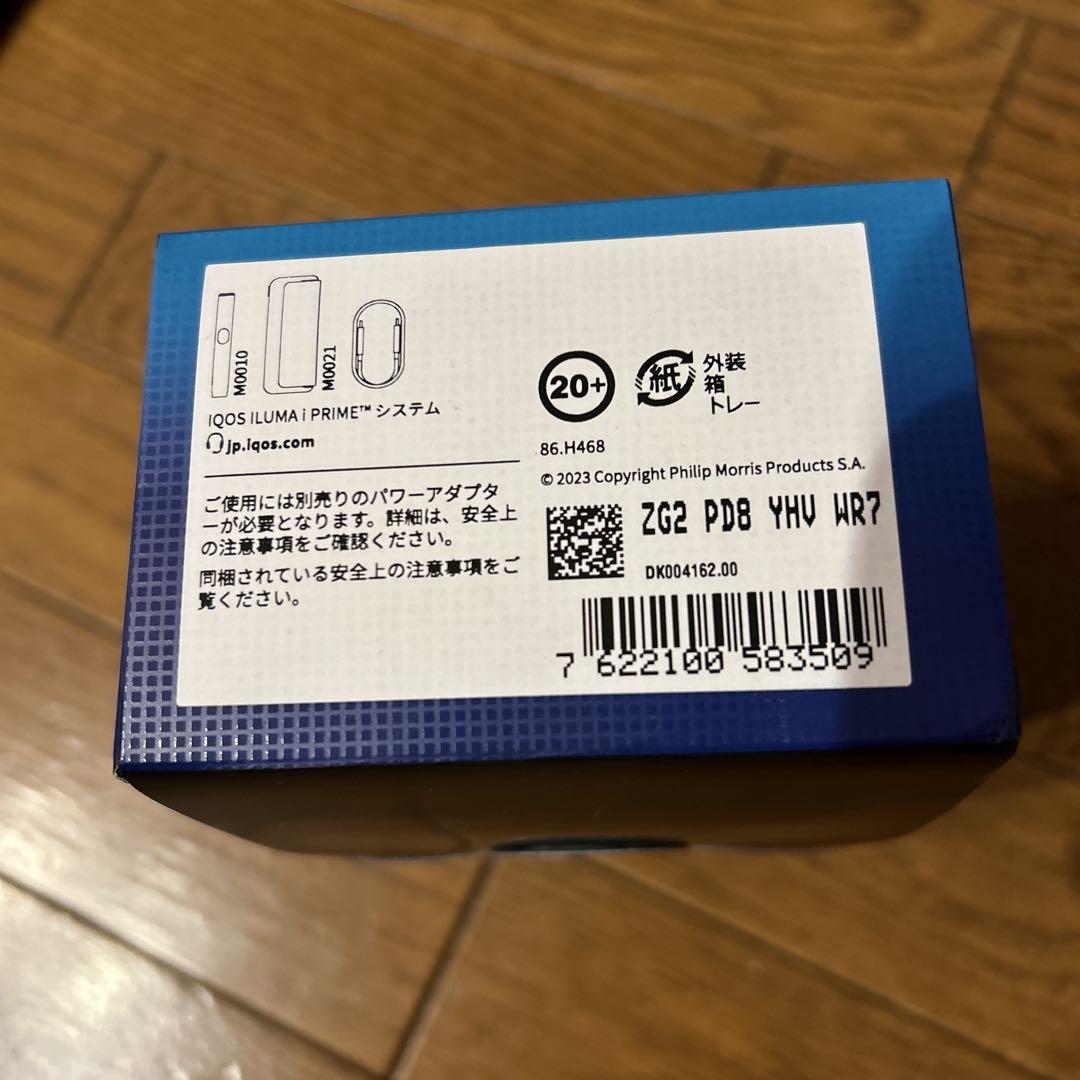 M0010
M0021
IQOS ILUMA i PRIME™ システム
jp.iqos.com
ご使用には別売りのパワーアダプタ
ーが必要となります。詳細は、安全上
の注意事項をご確認ください。
同梱されている安全上の注意事項をご
覧ください。
20+
紙
外装
箱
トレー
86.H468
© 2023 Copyright Philip Morris Products S.A.
ZG2 PD8 YHV WR7
DK004162.00
7 622100 583509